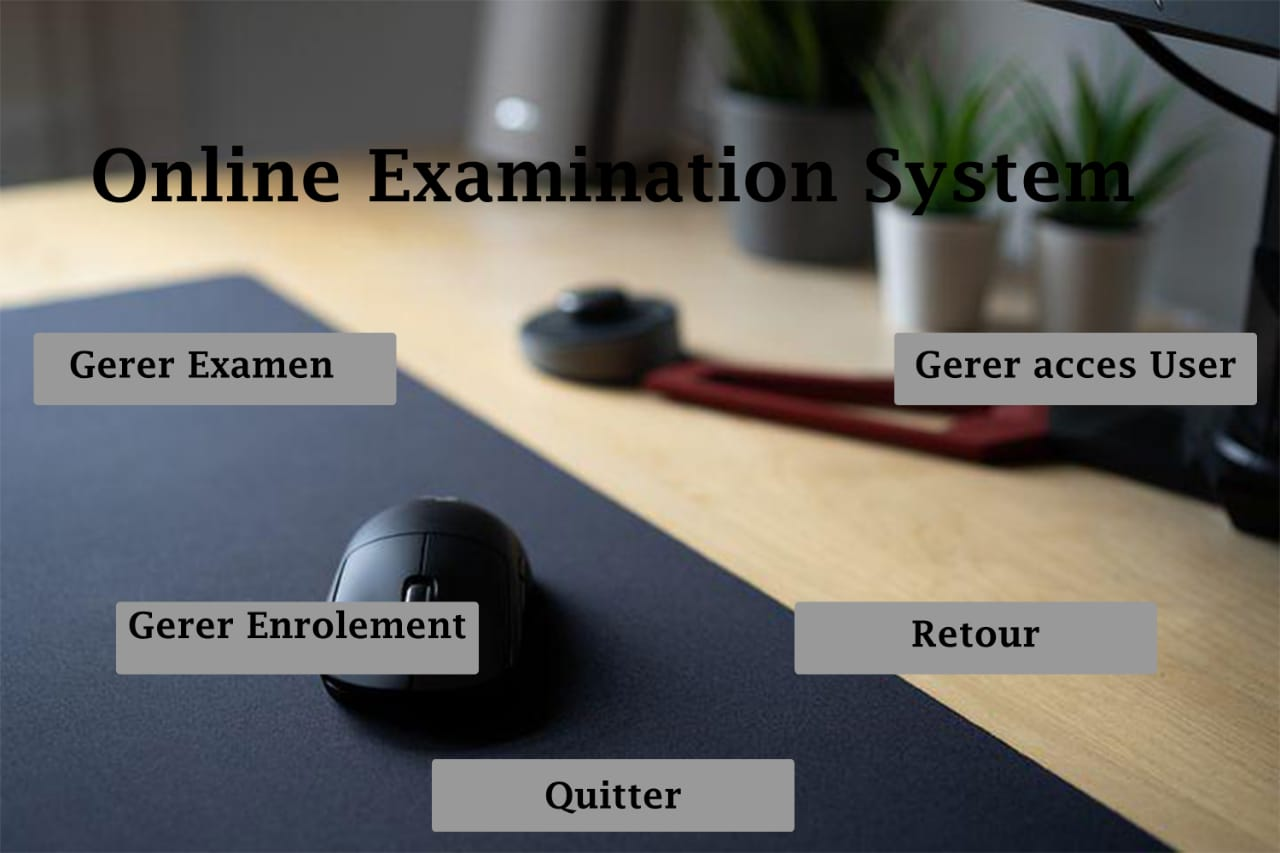 Online Examination System
Gerer Examen
Gerer acces User
Gerer Enrolement
Retour
Quitter